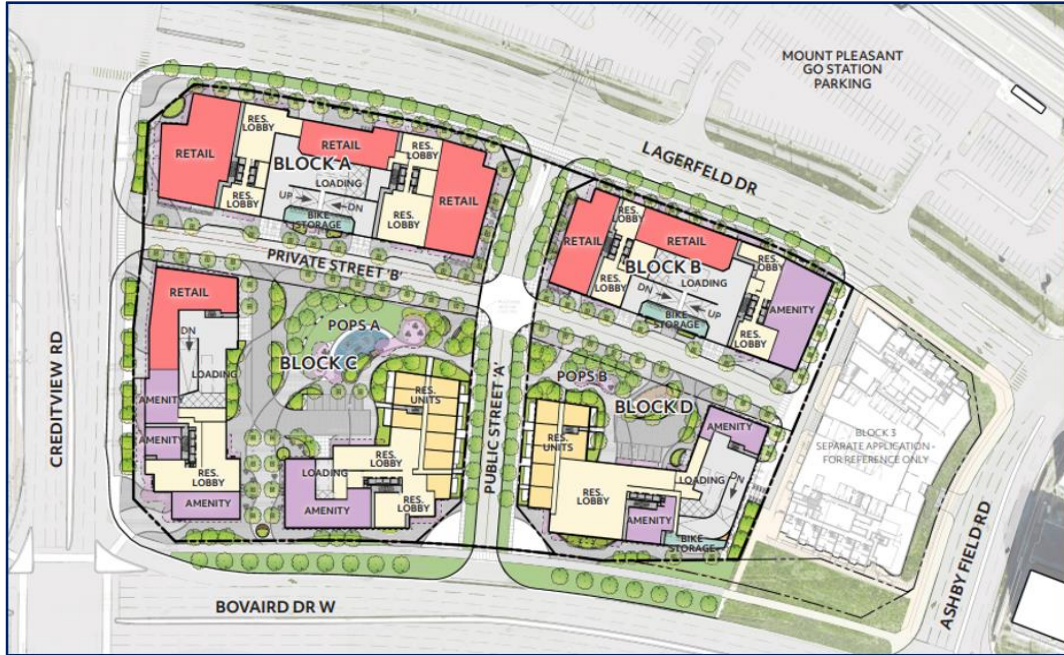 MOUNT PLEASANT
GO STATION
PARKING
LAGERFELD DR
RETAIL
RES.
LOBBY
RETAIL
RES.
LOBBY
BLOCK A
LOADING
RETAIL
UP
DN
RES.
LOBBY
RES.
LOBBY
BIKE
STORAGE
PRIVATE STREET 'B'
RETAIL
RES.
LOBBY
RETAIL
RES.
LOBBY
BLOCK B
LOADING
RES.
LOBBY
DN
UP
AMENITY
BIKE
STORAGE
RES.
LOBBY
CREDITVIEW RD
RETAIL
DN
LOADING
POPS A
BLOCK C
AMENITY
AMENITY
RES.
LOBBY
AMENITY
RES.
UNITS
LOADING
RES.
LOBBY
AMENITY
RES.
LOBBY
PUBLIC STREET 'A'
POPS B
BLOCK D
RES.
UNITS
AMENITY
LOADING
DN
RES.
LOBBY
AMENITY
BIKE
STORAGE
BLOCK 3
SEPARATE APPLICATION -
FOR REFERENCE ONLY
ASHBY FIELD RD
BOVAIRD DR W